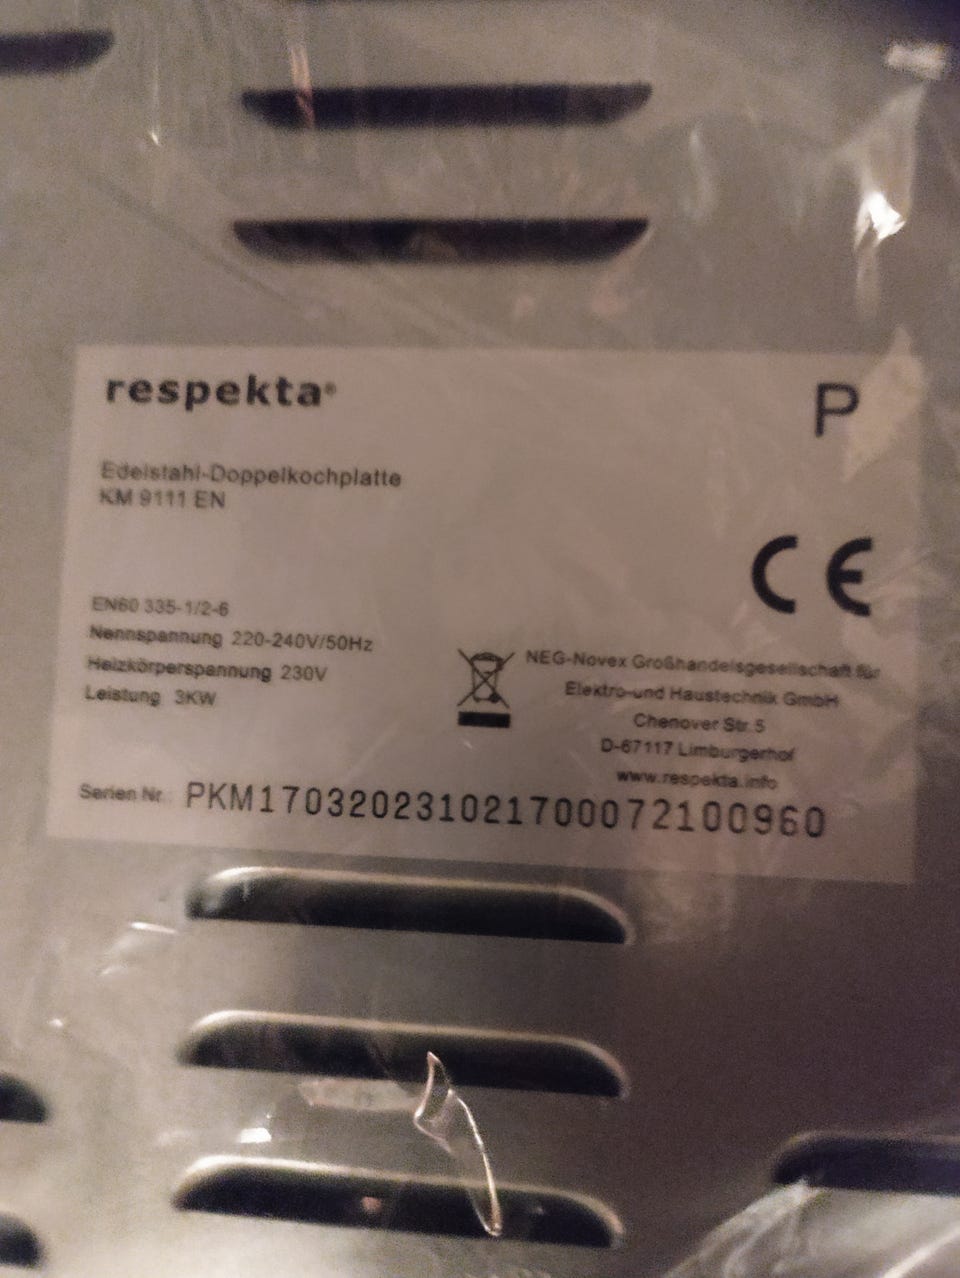 respekta®
P
Edelstahl-Doppelkochplatte
KM 9111 EN
CE
EN60 335-1/2-6
Nennspannung 220-240V/50Hz
Heizkörperspannung 230V
Leistung 3KW
NEG-Novex Großhandelsgesellschaft für
Elektro-und Haustechnik GmbH
Chenover Str.5
D-67117 Limburgerhof
www.respekta.info
Serien Nr.: PKM170320231021700072100960